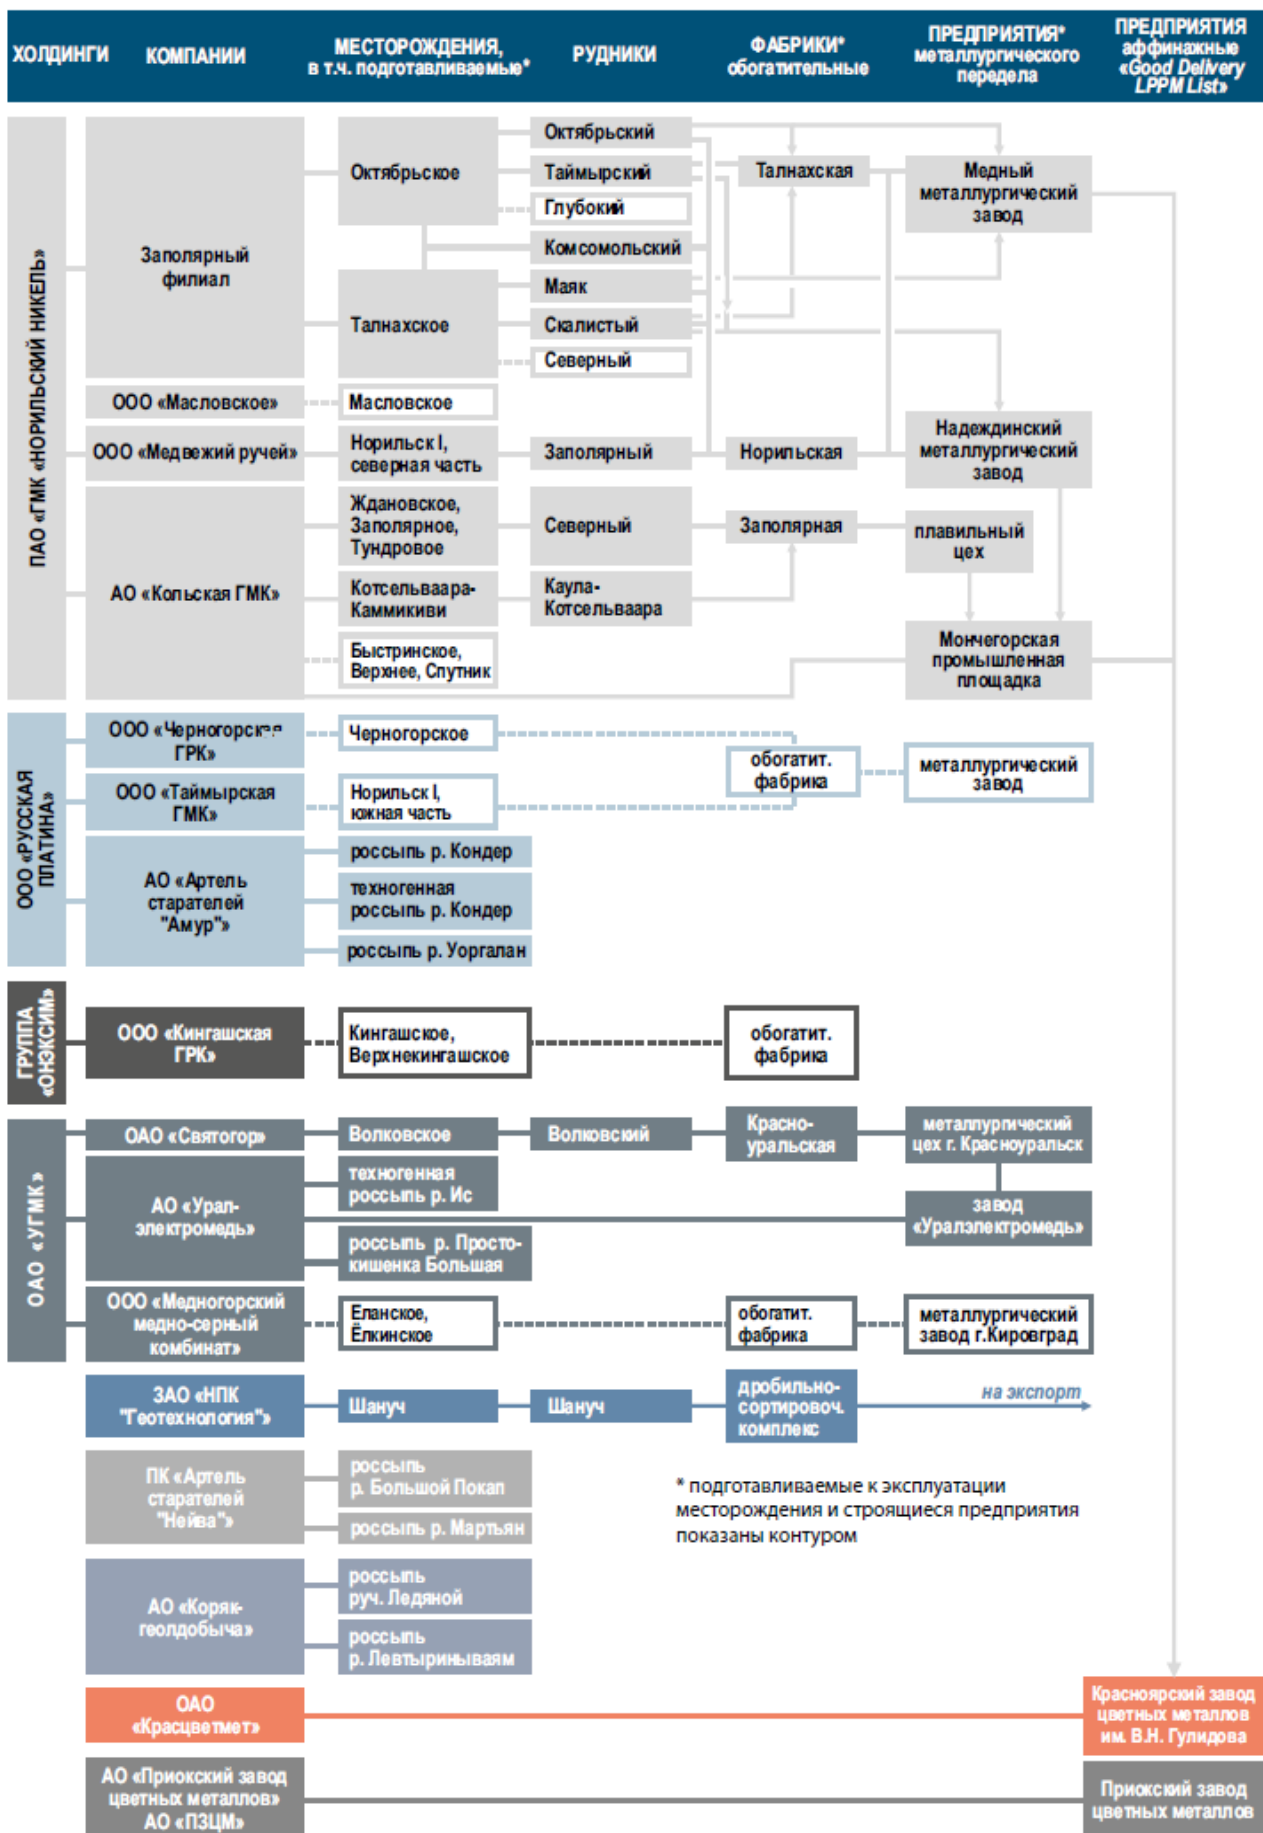 ХОЛДИНГИ
КОМПАНИИ
МЕСТОРОЖДЕНИЯ,
в т.ч. подготавливаемые*
РУДНИКИ
ФАБРИКИ*
обогатительные
ПРЕДПРИЯТИЯ*
металлургического
передела
ПРЕДПРИЯТИЯ
аффинажные
«Good Delivery
LPPM List»
ПАО «ГМК «НОРИЛЬСКИЙ НИКЕЛЬ»
Заполярный
филиал
Октябрьское
Октябрьский
Таймырский
Глубокий
Комсомольский
Талнахское
Маяк
Скалистый
Северный
Талнахская
Медный
металлургический
завод
ООО «Масловское»
Масловское
ООО «Медвежий ручей»
Норильск I,
северная часть
Заполярный
Норильская
Надеждинский
металлургический
завод
АО «Кольская ГМК»
Ждановское,
Заполярное,
Тундровое
Северный
Заполярная
плавильный
цех
Котсельваара-
Каммикиви
Каула-
Котсельваара
Быстринское,
Верхнее, Спутник
Мончегорская
промышленная
площадка
ООО «РУССКАЯ
ПЛАТИНА»
ООО «Черногорская
ГРК»
Черногорское
ООО «Таймырская
ГМК»
Норильск I,
южная часть
обогатит.
фабрика
металлургический
завод
АО «Артель
старателей
"Амур"»
россыпь р. Кондер
техногенная
россыпь р. Кондер
россыпь р. Уоргалан
ГРУППА
«ОНЭКСИМ»
ООО «Кингашская
ГРК»
Кингашское,
Верхнекингашское
обогатит.
фабрика
ОАО «УГМК»
ОАО «Святогор»
Волковское
Волковский
Красно-
уральская
металлургический
цех г. Красноуральск
АО «Урал-
электромедь»
техногенная
россыпь р. Ис
россыпь р. Просто-
кишенка Большая
завод
«Уралэлектромедь»
ООО «Медногорский
медно-серный
комбинат»
Еланское,
Ёлкинское
обогатит.
фабрика
металлургический
завод г.Кировград
ЗАО «НПК
"Геотехнология"»
Шануч
Шануч
дробильно-
сортировоч.
комплекс
на экспорт
ПК «Артель
старателей
"Нейва"»
россыпь
р. Большой Покап
россыпь р. Мартьян
* подготавливаемые к эксплуатации
месторождения и строящиеся предприятия
показаны контуром
АО «Коряк-
геолдобыча»
россыпь
руч. Ледяной
россыпь
р. Левтыринываям
ОАО
«Красцветмет»
Красноярский завод
цветных металлов
им. В.Н. Гулидова
АО «Приокский завод
цветных металлов»
АО «ПЗЦМ»
Приокский завод
цветных металлов